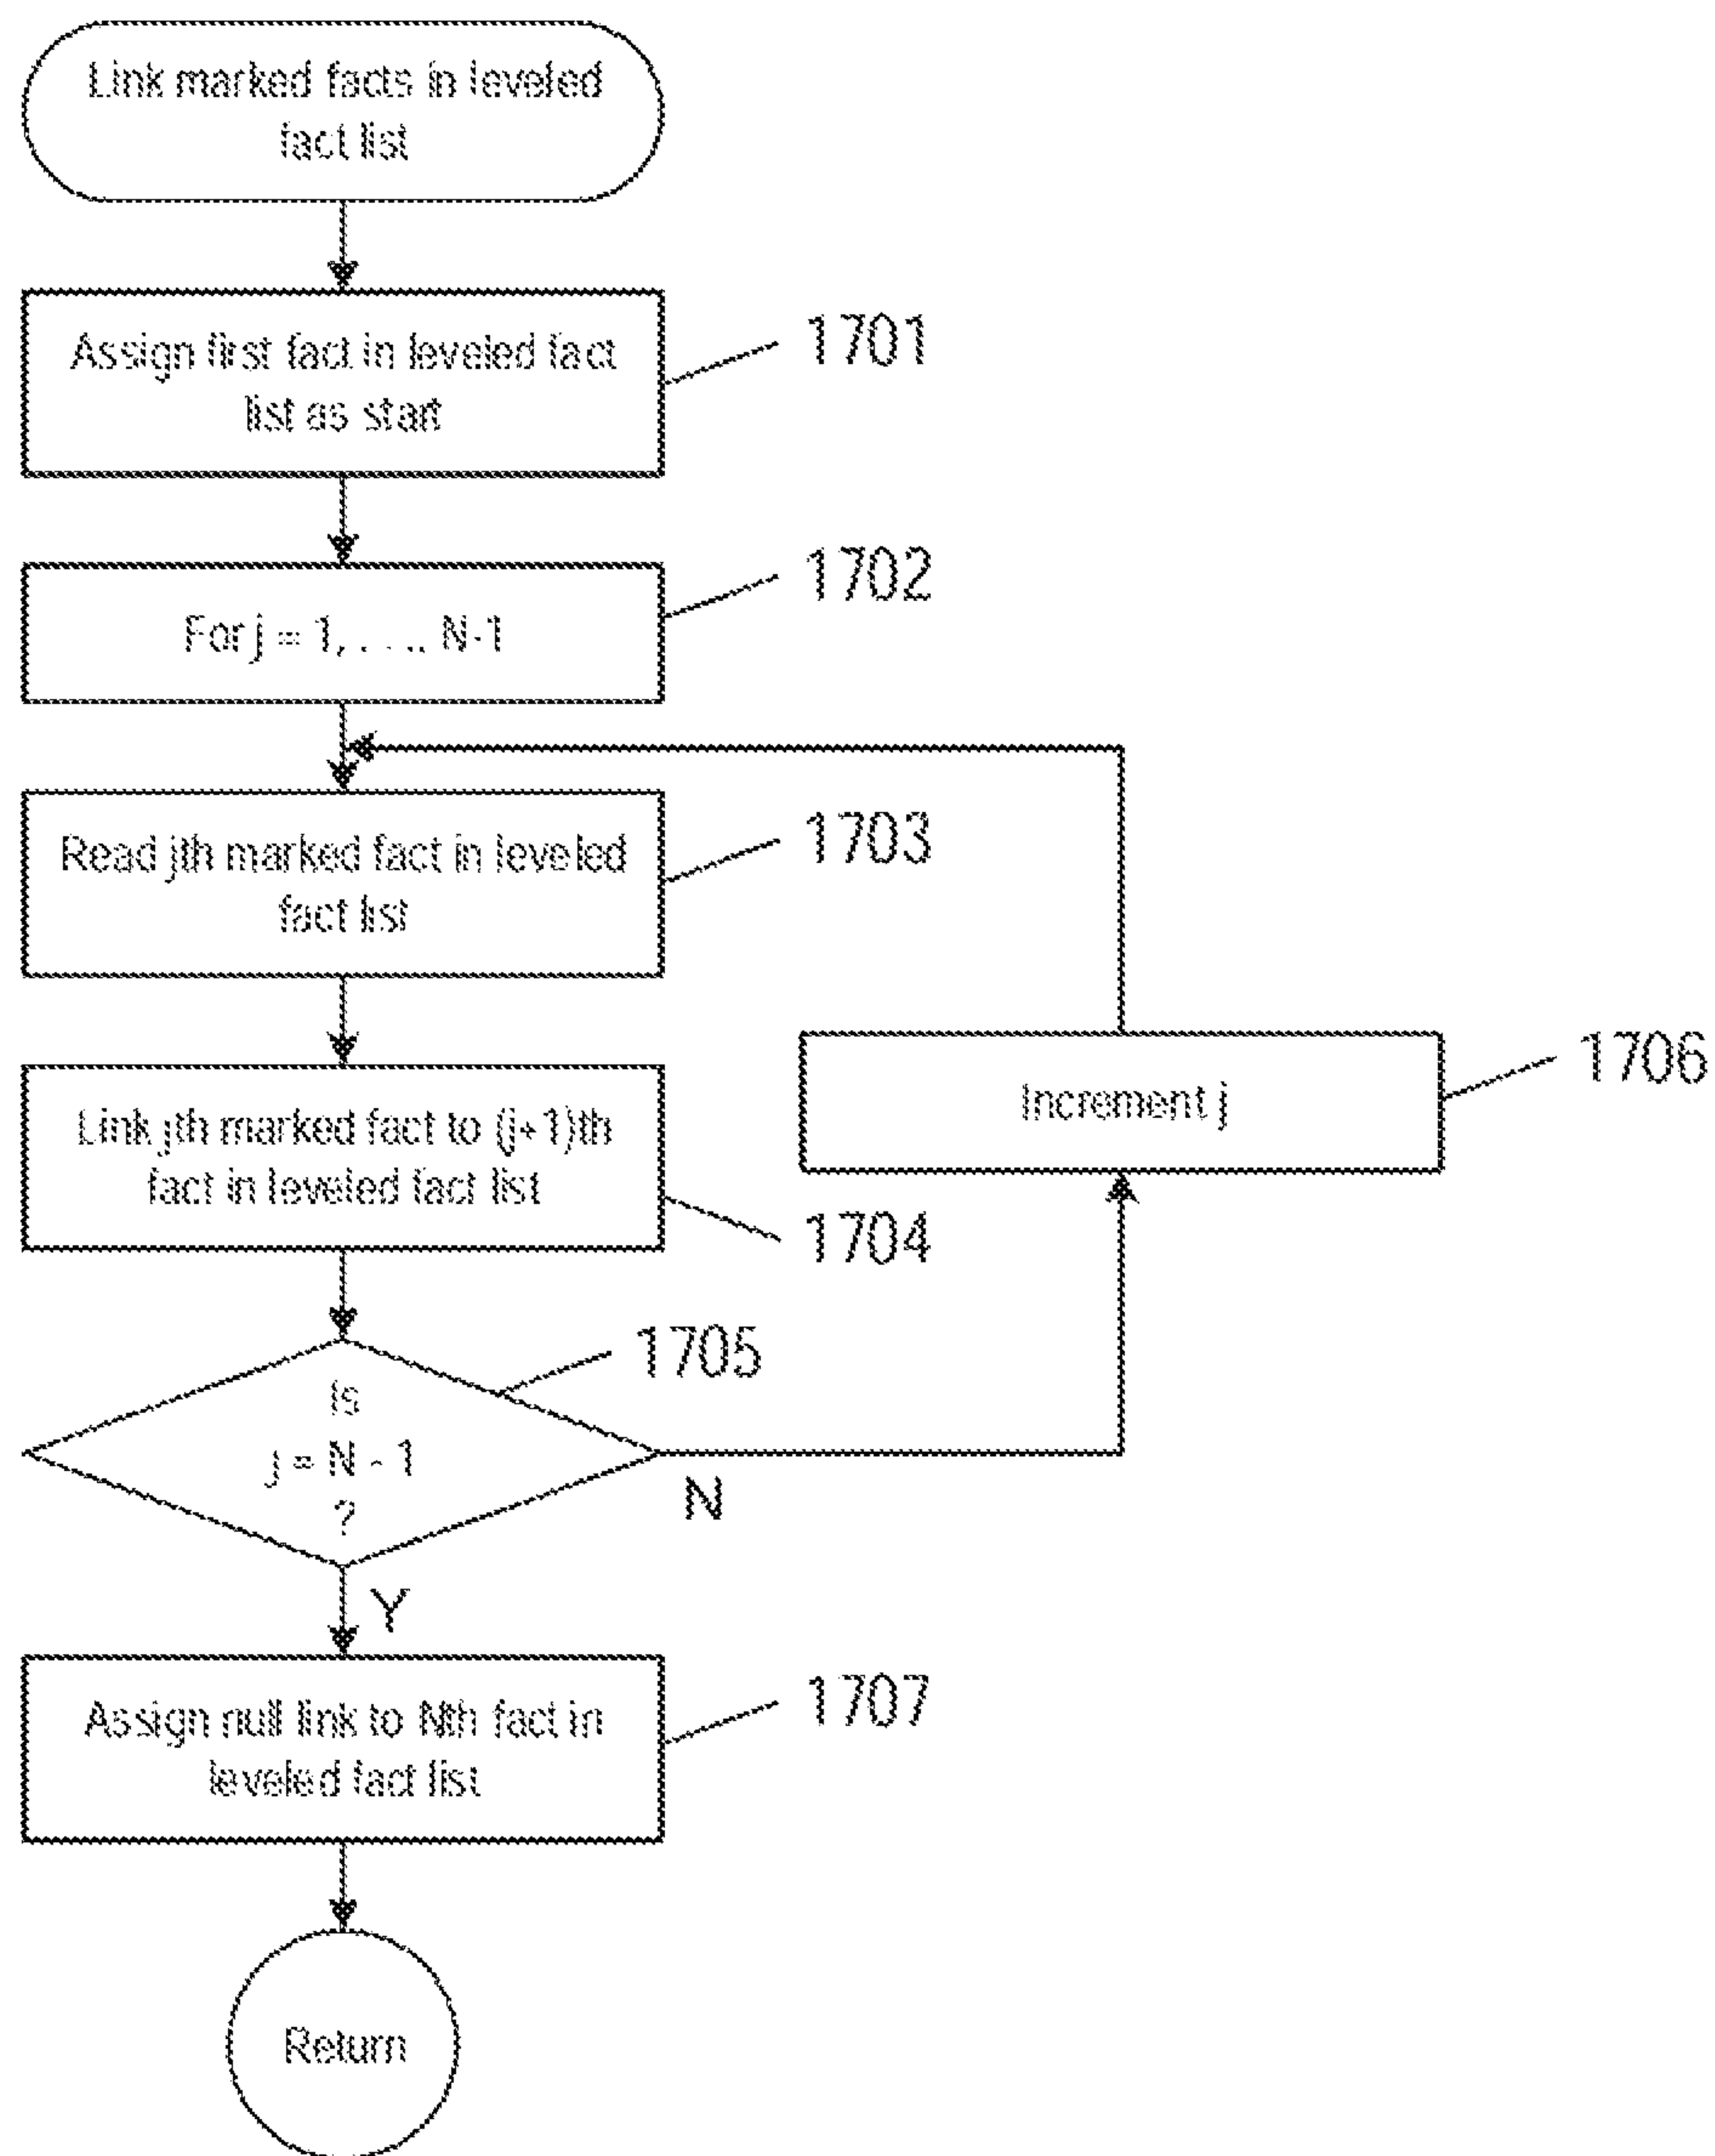 Link marked facts in leveled
fact list
Assign first fact in leveled fact
list as start
1701
For j = 1, . . ., N-1
1702
Read jth marked fact in leveled
fact list
1703
Link jth marked fact to (j+1)th
fact in leveled fact list
1704
Increment j
1706
Is
j = N - 1
?
1705
N
Y
Assign null link to Nth fact in
leveled fact list
1707
Return